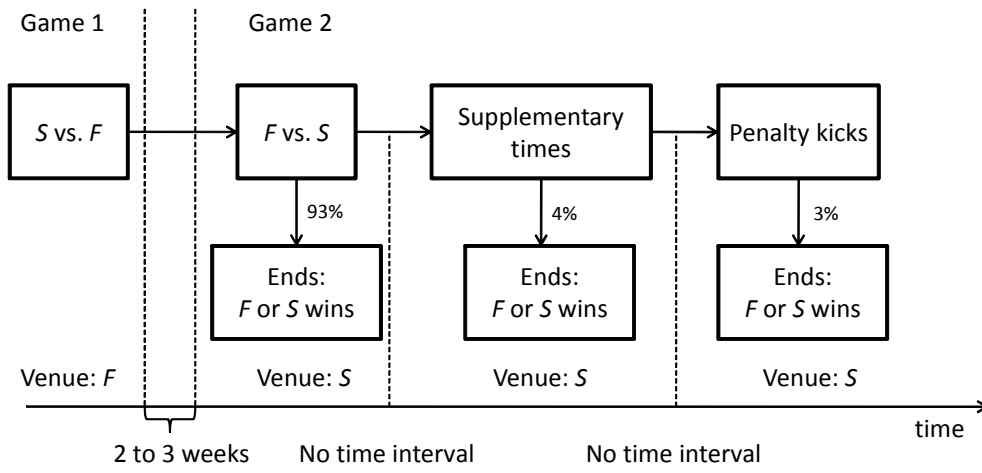 Game 1
Game 2
S vs. F
F vs. S
Supplementary
times
Penalty kicks
93%
4%
3%
Ends:
F or S wins
Ends:
F or S wins
Ends:
F or S wins
Venue: F
Venue: S
Venue: S
Venue: S
time
2 to 3 weeks
No time interval
No time interval